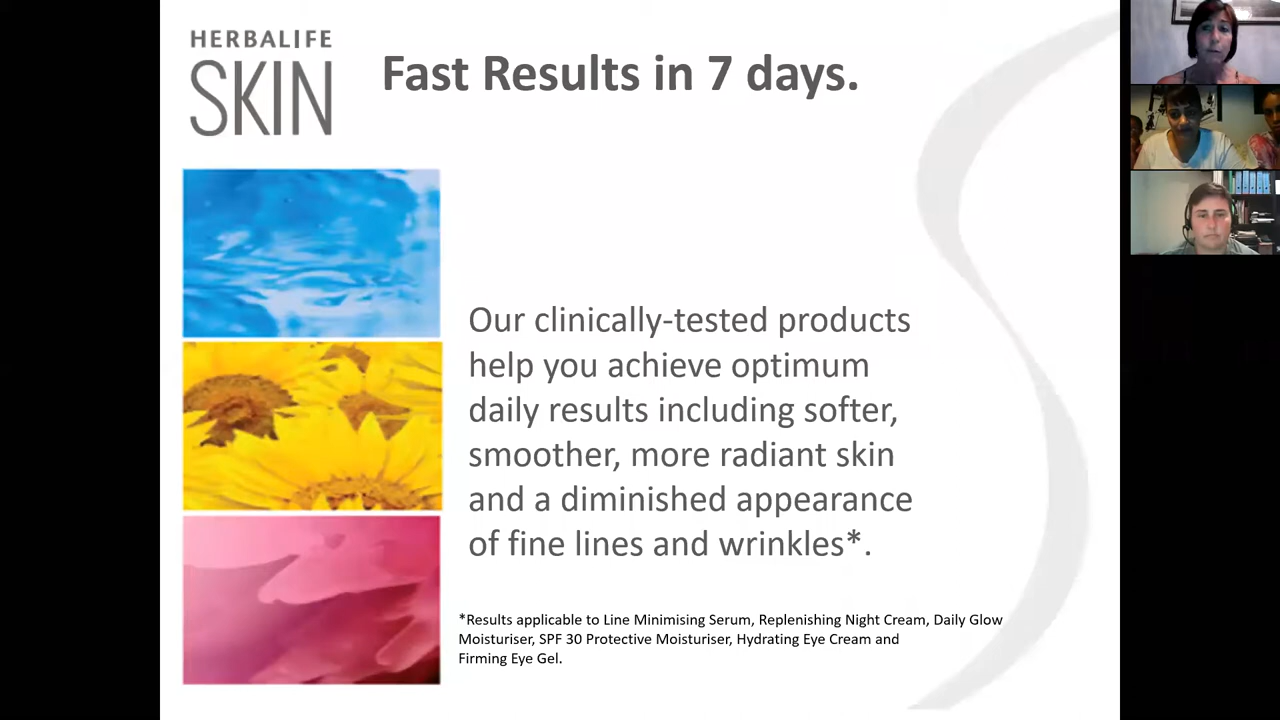 HERBALIFE
SKIN
Fast Results in 7 days.
Our clinically-tested products
help you achieve optimum
daily results including softer,
smoother, more radiant skin
and a diminished appearance
of fine lines and wrinkles*.
*Results applicable to Line Minimising Serum, Replenishing Night Cream, Daily Glow
Moisturiser, SPF 30 Protective Moisturiser, Hydrating Eye Cream and
Firming Eye Gel.